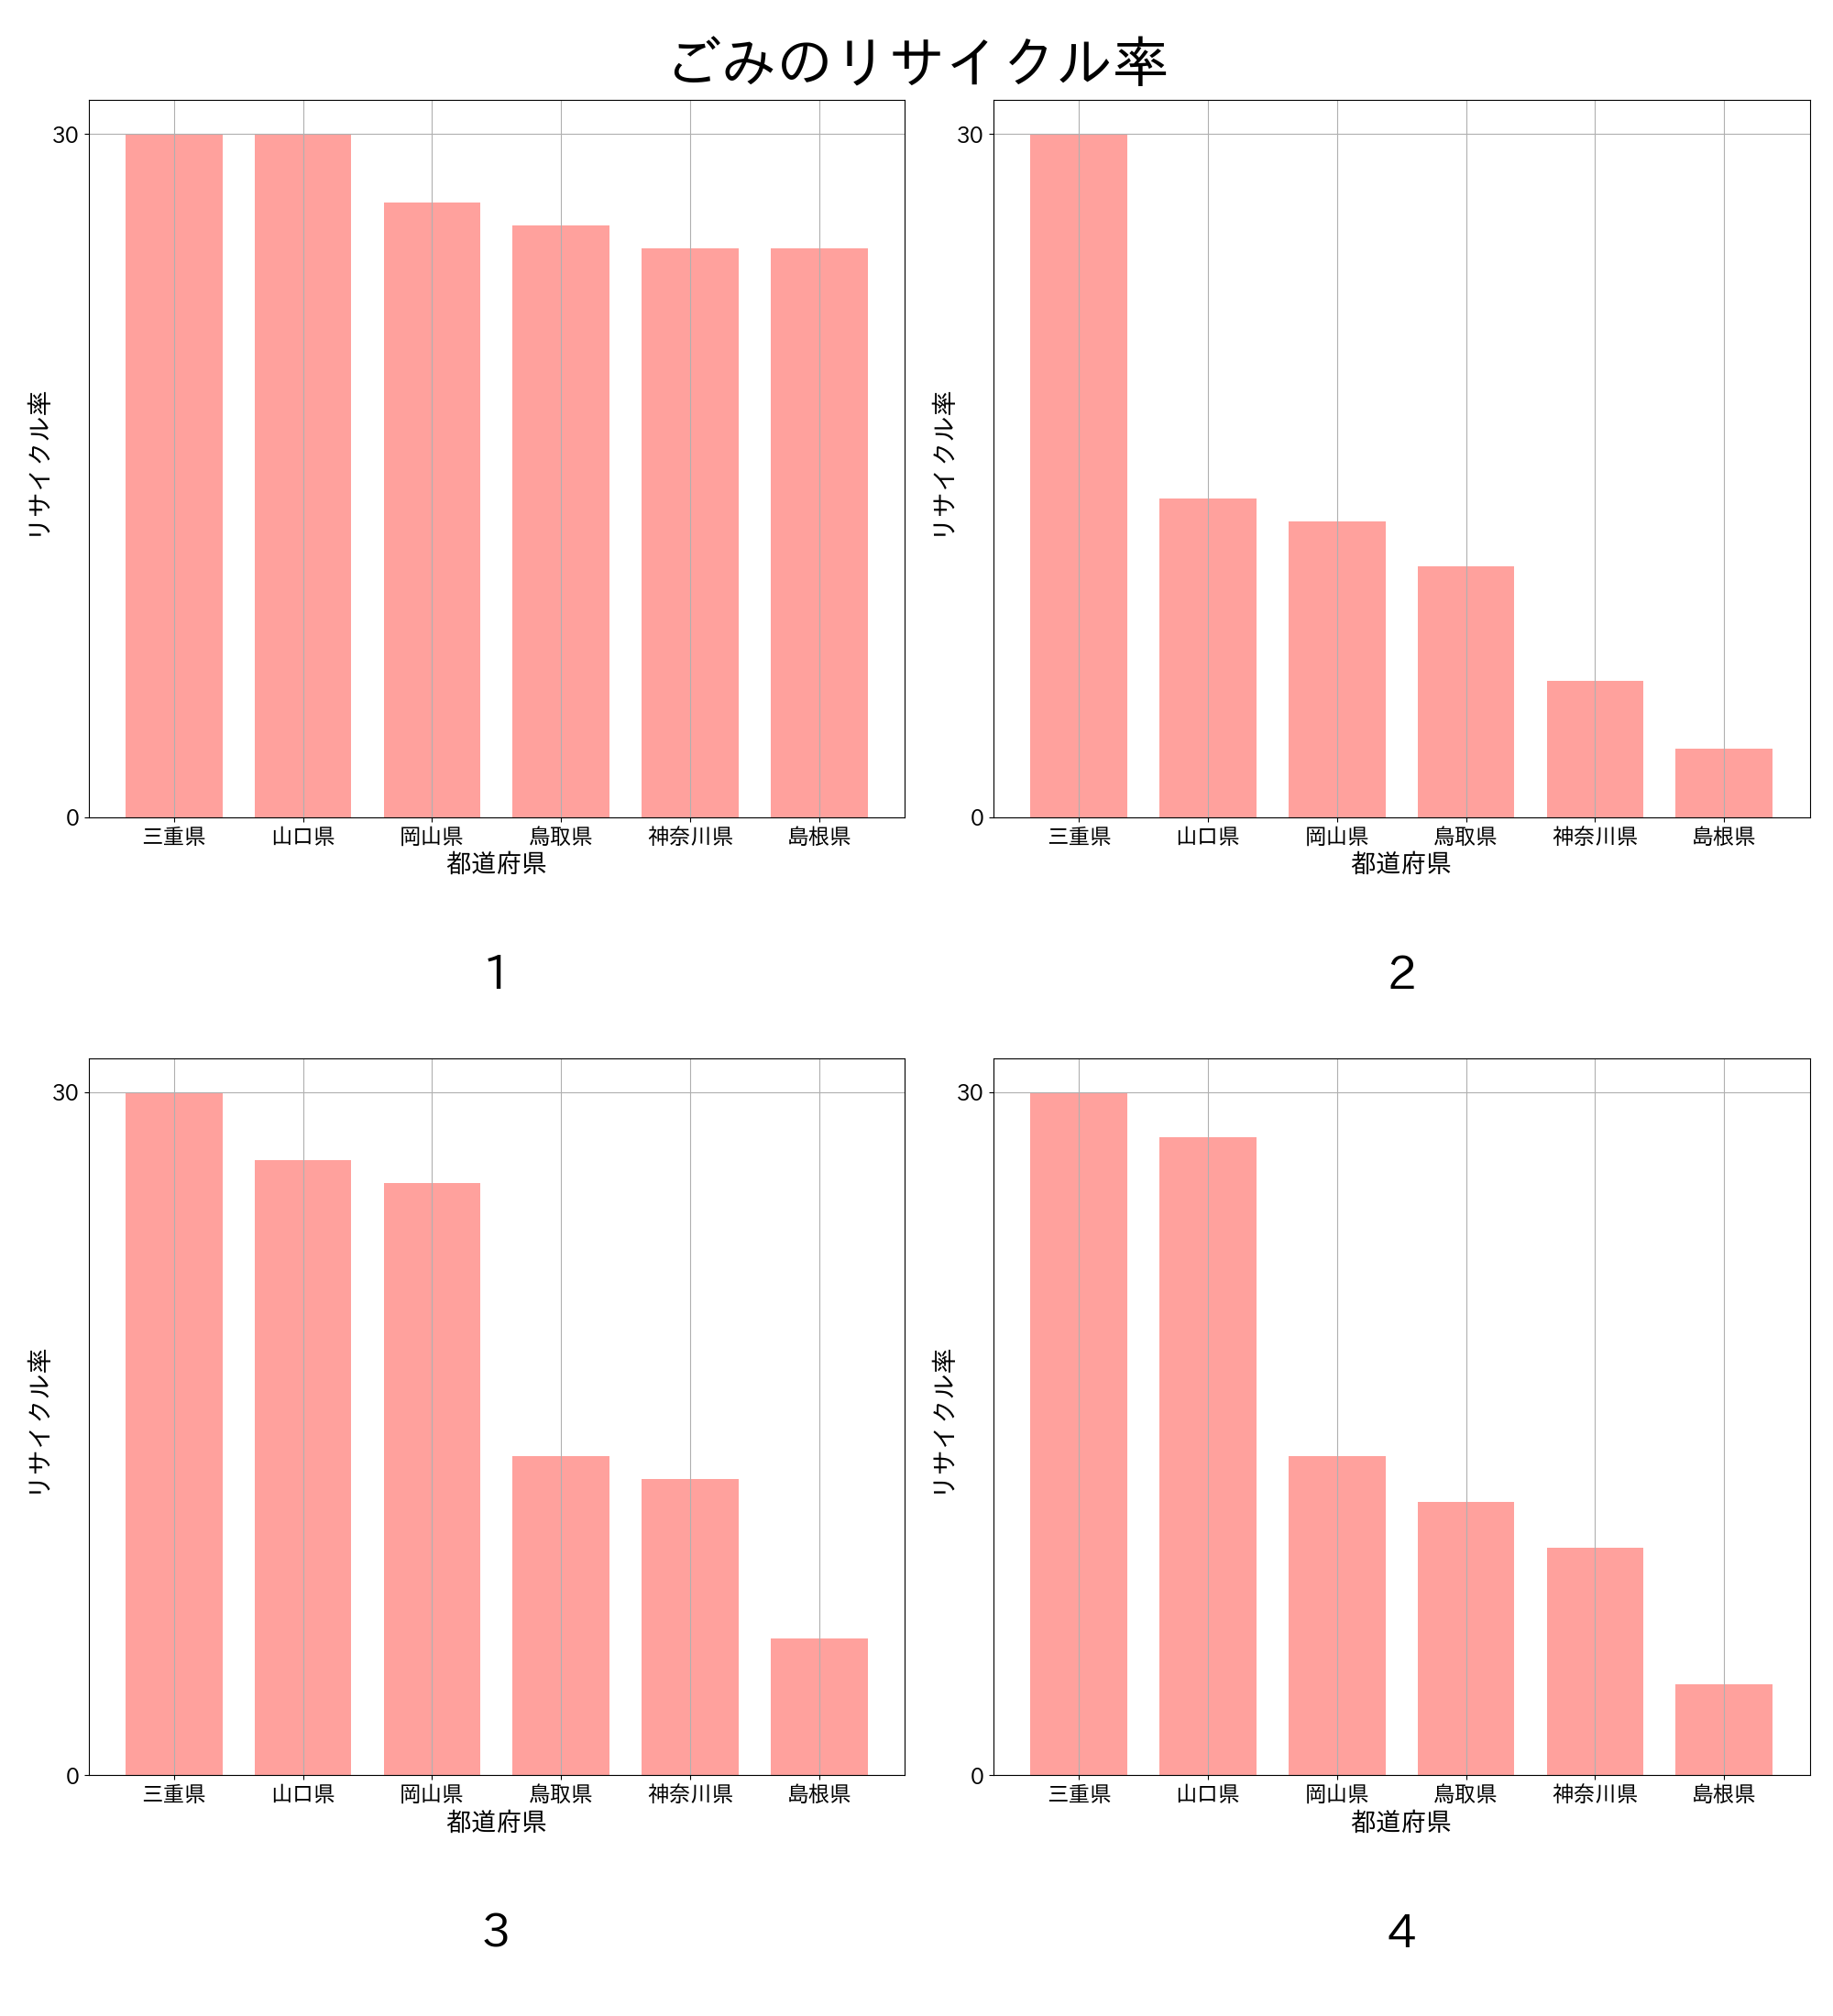 ごみのリサイクル率
30
0
リサイクル率
三重県 山口県 岡山県 鳥取県 神奈川県 島根県
都道府県
1
30
0
リサイクル率
三重県 山口県 岡山県 鳥取県 神奈川県 島根県
都道府県
2
30
0
リサイクル率
三重県 山口県 岡山県 鳥取県 神奈川県 島根県
都道府県
3
30
0
リサイクル率
三重県 山口県 岡山県 鳥取県 神奈川県 島根県
都道府県
4